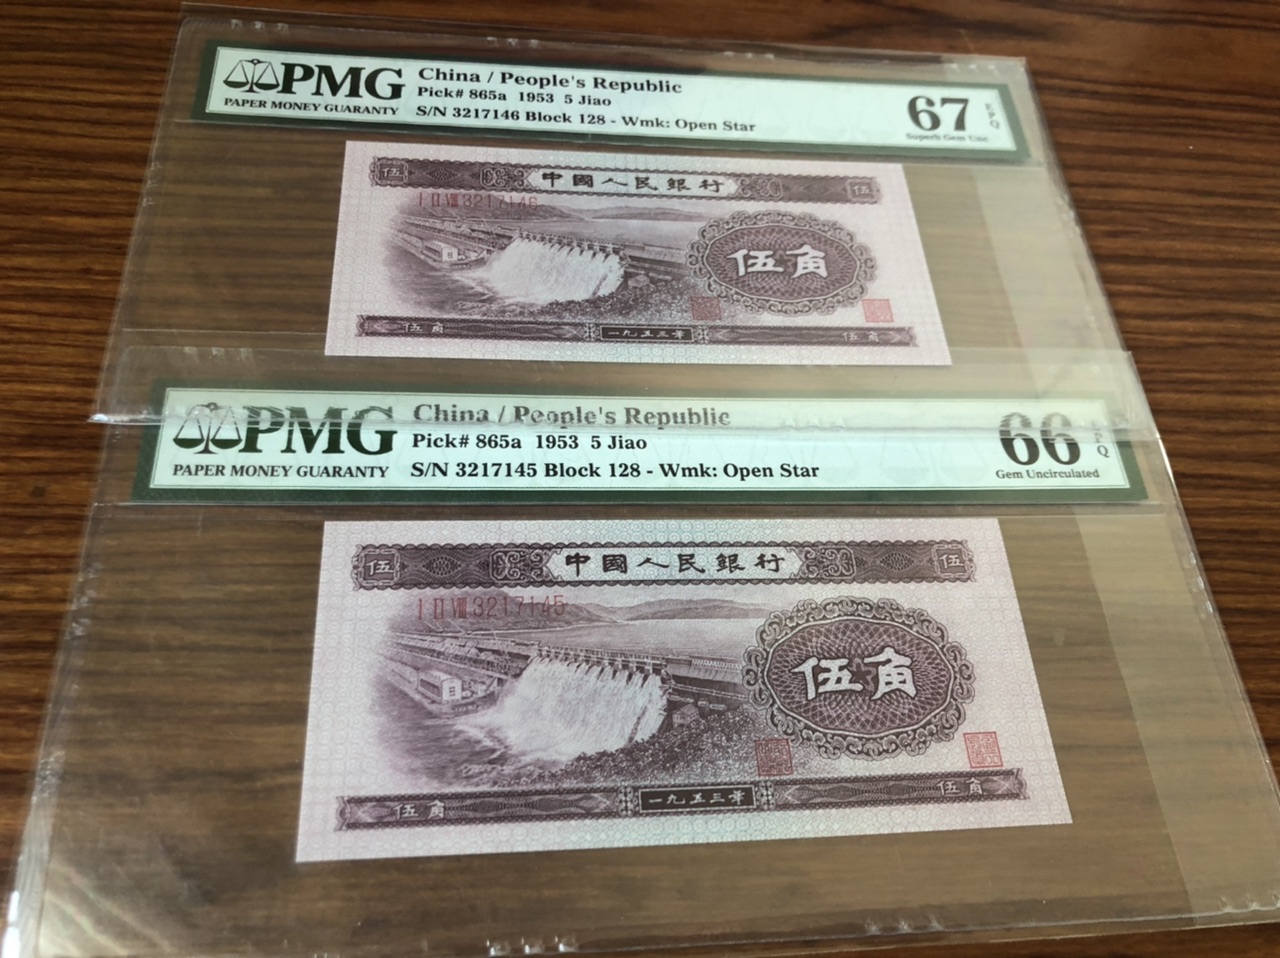 PMG
PAPER MONEY GUARANTY
China / People's Republic
Pick# 865a 1953 5 Jiao
S/N 3217146 Block 128 - Wmk: Open Star
67 EPQ
Superb Gem Unc
伍 中國人民銀行 伍
I II VIII 3217146
伍角
伍角 一九五三年 伍角
PMG
PAPER MONEY GUARANTY
China / People's Republic
Pick# 865a 1953 5 Jiao
S/N 3217145 Block 128 - Wmk: Open Star
66 EPQ
Gem Uncirculated
伍 中國人民銀行 伍
I II VIII 3217145
伍角
伍角 一九五三年 伍角